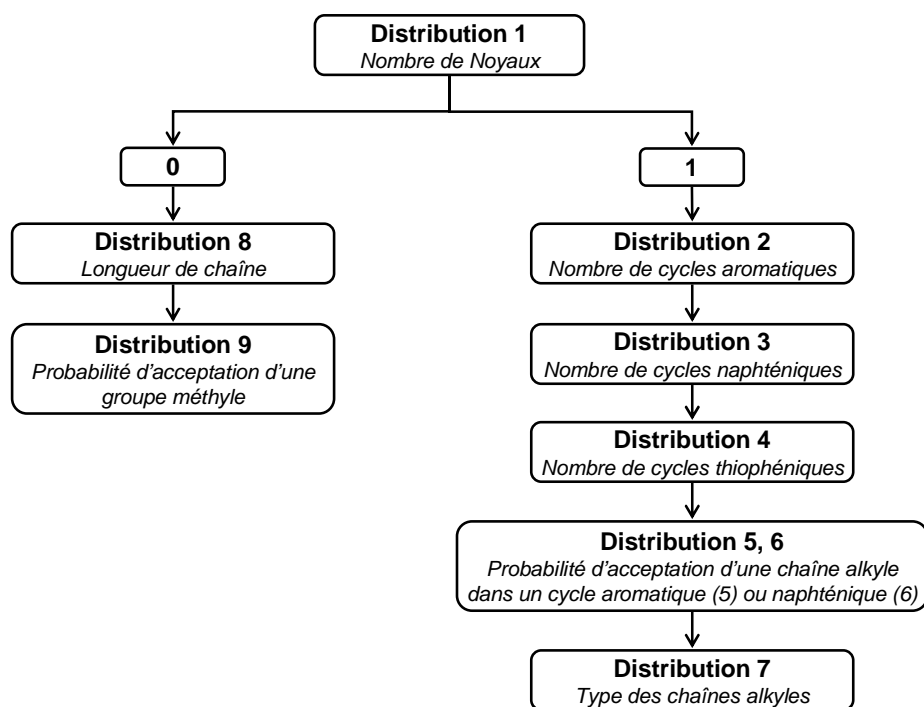 Distribution 1
Nombre de Noyaux
0
1
Distribution 8
Longueur de chaîne
Distribution 9
Probabilité d'acceptation d'une
groupe méthyle
Distribution 2
Nombre de cycles aromatiques
Distribution 3
Nombre de cycles naphténiques
Distribution 4
Nombre de cycles thiophéniques
Distribution 5, 6
Probabilité d'acceptation d'une chaîne alkyle
dans un cycle aromatique (5) ou naphténique (6)
Distribution 7
Type des chaînes alkyles